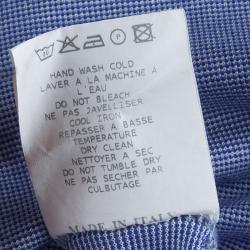 30 P
HAND WASH COLD
LAVER A LA MACHINE A
L'EAU
DO NOT BLEACH
NE PAS JAVELLISER
COOL IRON
REPASSER A BASSE
TEMPERATURE
DRY CLEAN
NETTOYER A SEC
DO NOT TUMBLE DRY
NE PAS SECHER PAR
CULBUTAGE
MADE IN ITALY